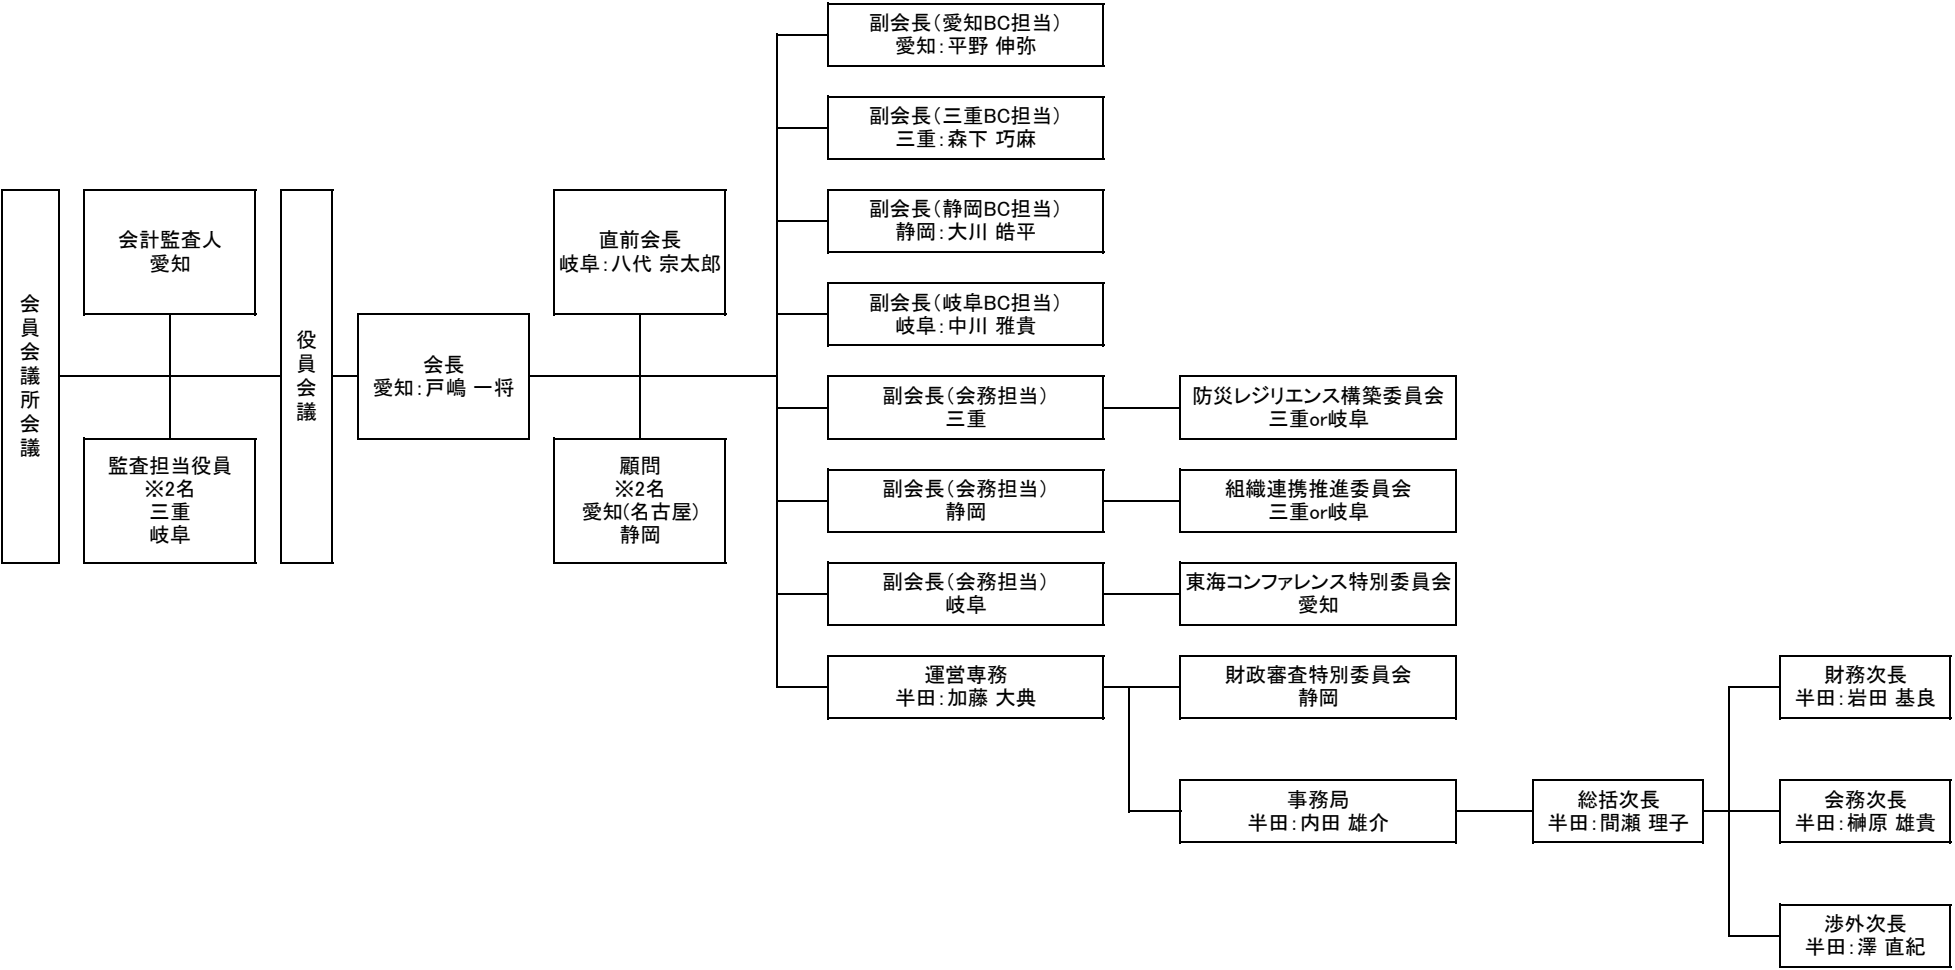 会員会議所会議
会計監査人
愛知
監査担当役員
※2名
三重
岐阜
役員会議
会長
愛知：戸嶋 一将
直前会長
岐阜：八代 宗太郎
顧問
※2名
愛知(名古屋)
静岡
副会長（愛知BC担当）
愛知：平野 伸弥
副会長（三重BC担当）
三重：森下 巧麻
副会長（静岡BC担当）
静岡：大川 皓平
副会長（岐阜BC担当）
岐阜：中川 雅貴
副会長（会務担当）
三重
防災レジリエンス構築委員会
三重or岐阜
副会長（会務担当）
静岡
組織連携推進委員会
三重or岐阜
副会長（会務担当）
岐阜
東海コンファレンス特別委員会
愛知
運営専務
半田：加藤 大典
財政審査特別委員会
静岡
事務局
半田：内田 雄介
総括次長
半田：間瀬 理子
財務次長
半田：岩田 基良
会務次長
半田：榊原 雄貴
渉外次長
半田：澤 直紀